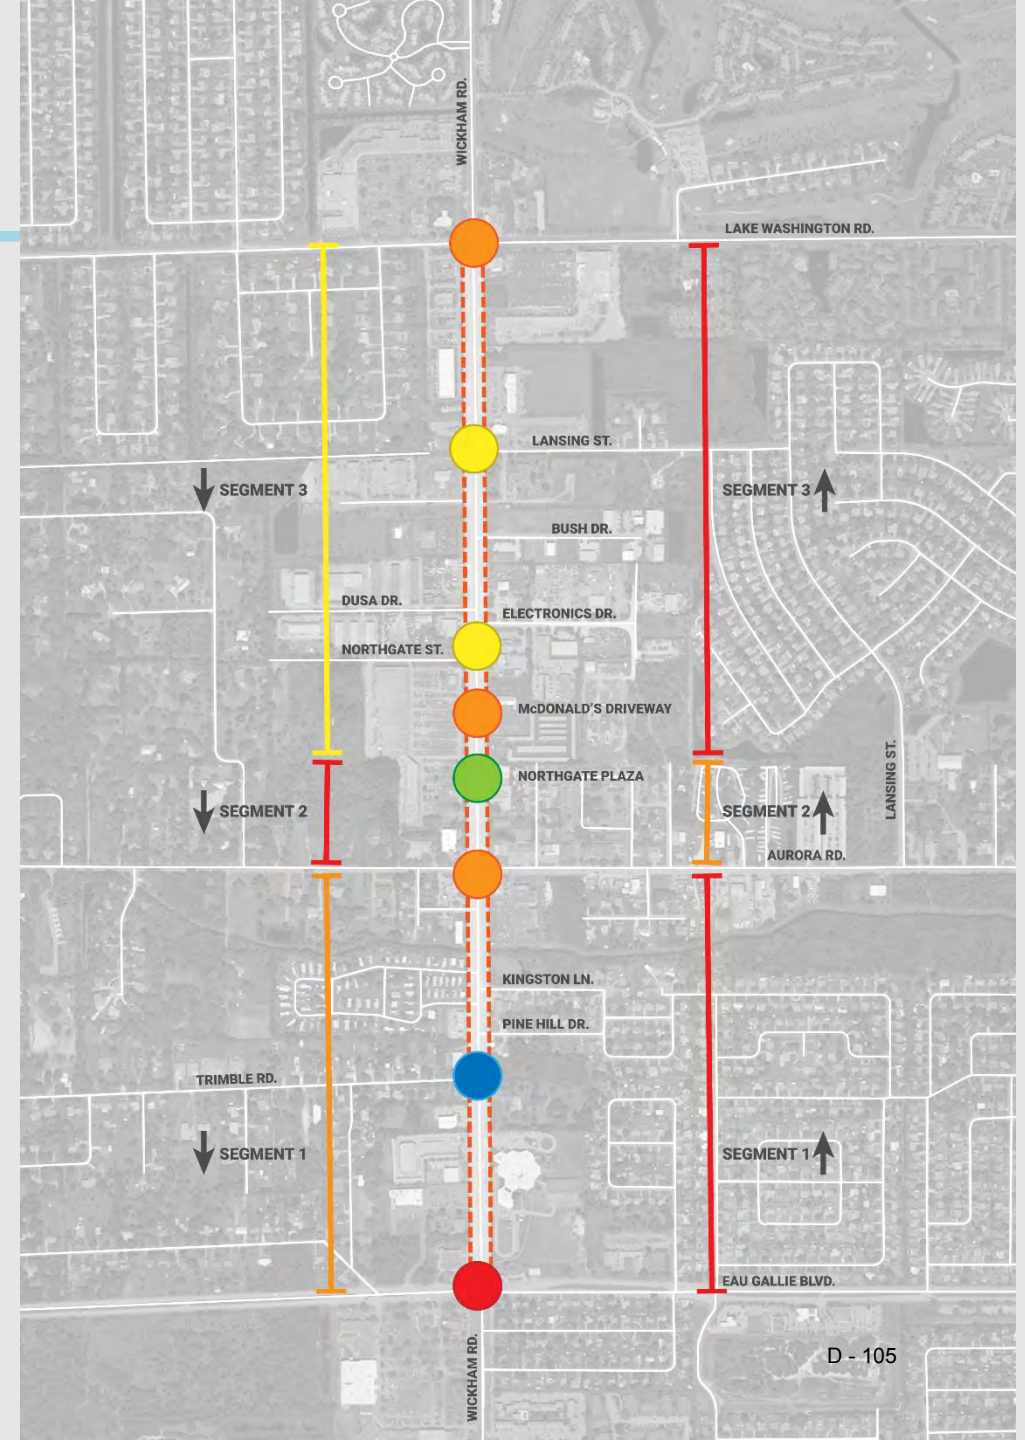 WICKHAM RD.
LAKE WASHINGTON RD.
LANSING ST.
SEGMENT 3
SEGMENT 3
BUSH DR.
DUSA DR.
ELECTRONICS DR.
NORTHGATE ST.
McDONALD'S DRIVEWAY
LANSING ST.
NORTHGATE PLAZA
SEGMENT 2
SEGMENT 2
AURORA RD.
KINGSTON LN.
PINE HILL DR.
TRIMBLE RD.
SEGMENT 1
SEGMENT 1
EAU GALLIE BLVD.
WICKHAM RD.
D - 105